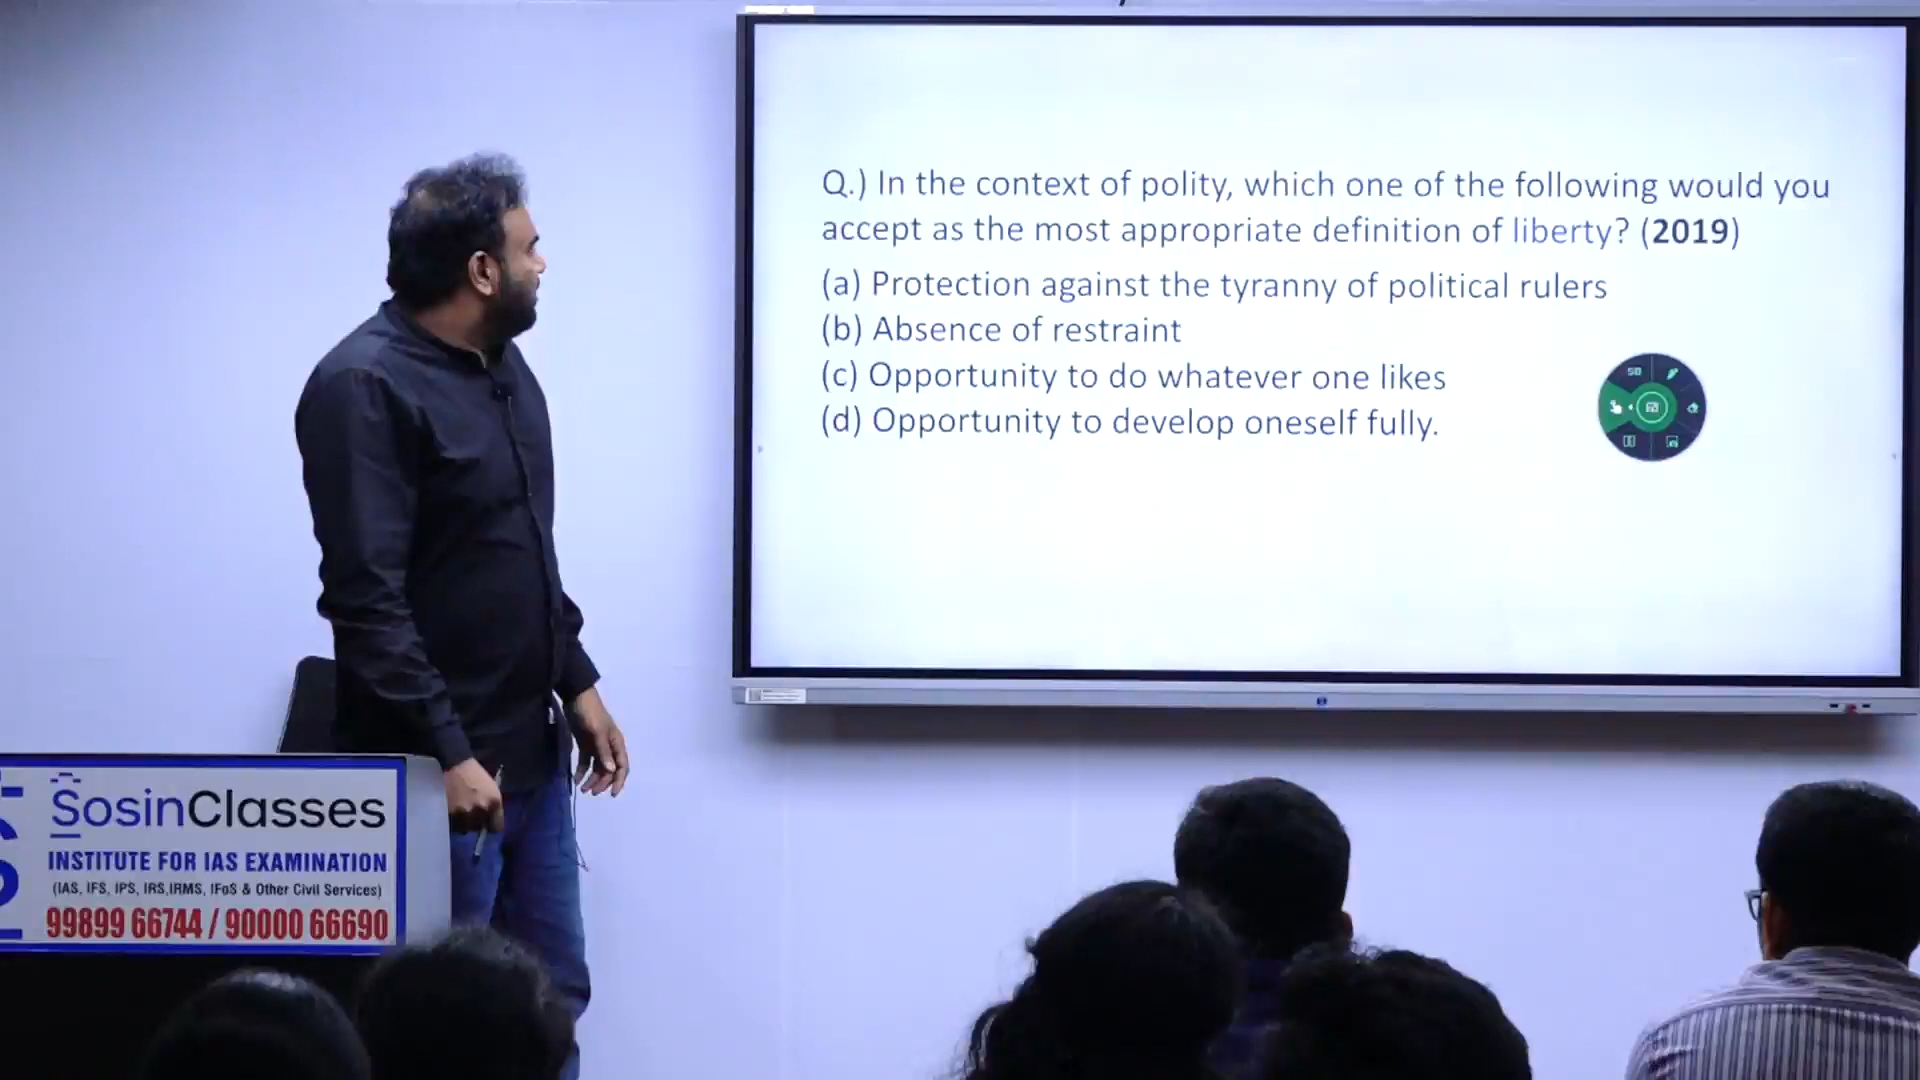 Q.) In the context of polity, which one of the following would you
accept as the most appropriate definition of liberty? (2019)
(a) Protection against the tyranny of political rulers
(b) Absence of restraint
(c) Opportunity to do whatever one likes
(d) Opportunity to develop oneself fully.
SosinClasses
INSTITUTE FOR IAS EXAMINATION
(IAS, IFS, IPS, IRS,IRMS, IFoS & Other Civil Services)
99899 66744 / 90000 66690